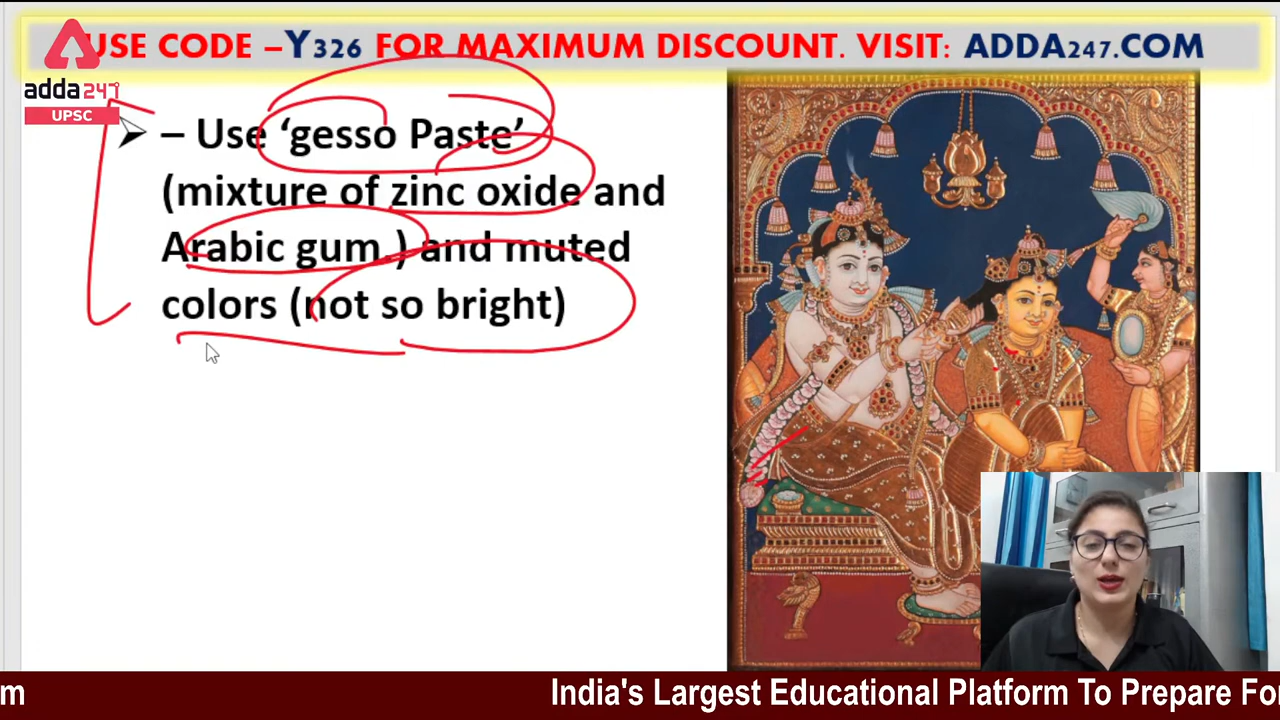 USE CODE –Y326 FOR MAXIMUM DISCOUNT. VISIT: ADDA247.COM
adda247
UPSC
➢ – Use ‘gesso Paste’
(mixture of zinc oxide and
Arabic gum.) and muted
colors (not so bright)
m
India's Largest Educational Platform To Prepare Fo